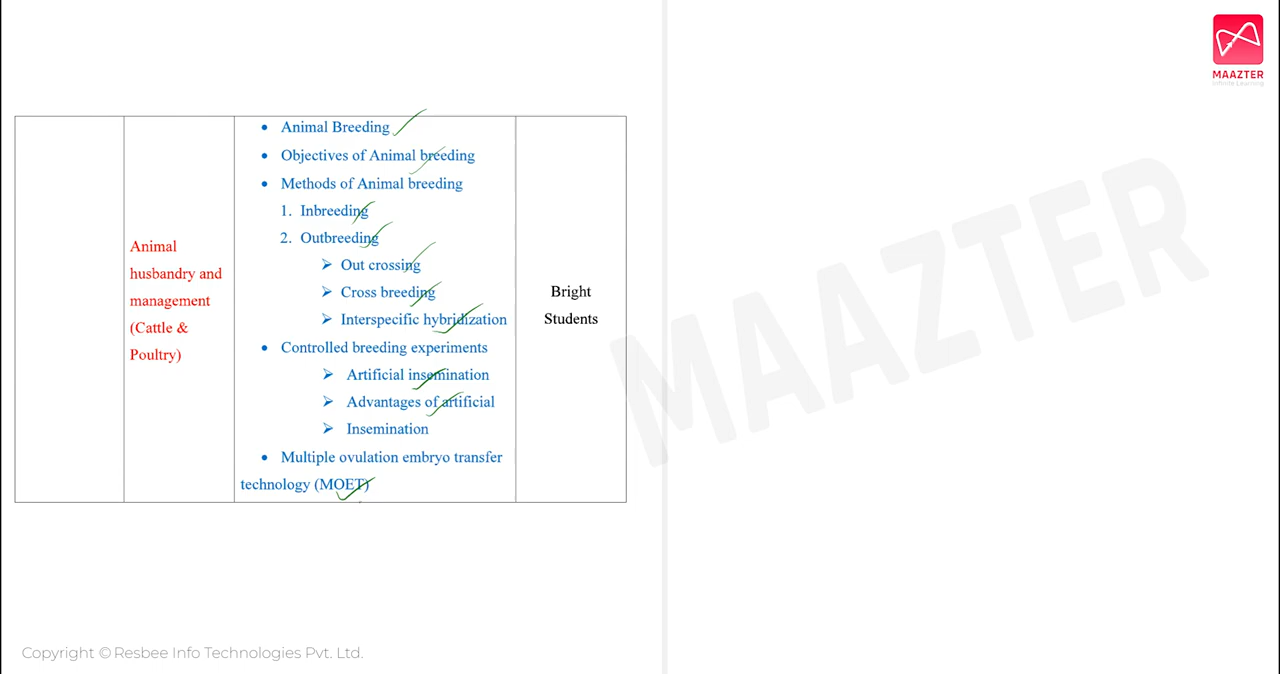 MAAZTER
Infinite Learning
Animal Breeding
Objectives of Animal breeding
Methods of Animal breeding
1. Inbreeding
2. Outbreeding
Out crossing
Cross breeding
Interspecific hybridization
Controlled breeding experiments
Artificial insemination
Advantages of artificial
Insemination
Multiple ovulation embryo transfer
technology (MOET)
Animal
husbandry and
management
(Cattle &
Poultry)
Bright
Students
MAAZTER
Copyright © Resbee Info Technologies Pvt. Ltd.